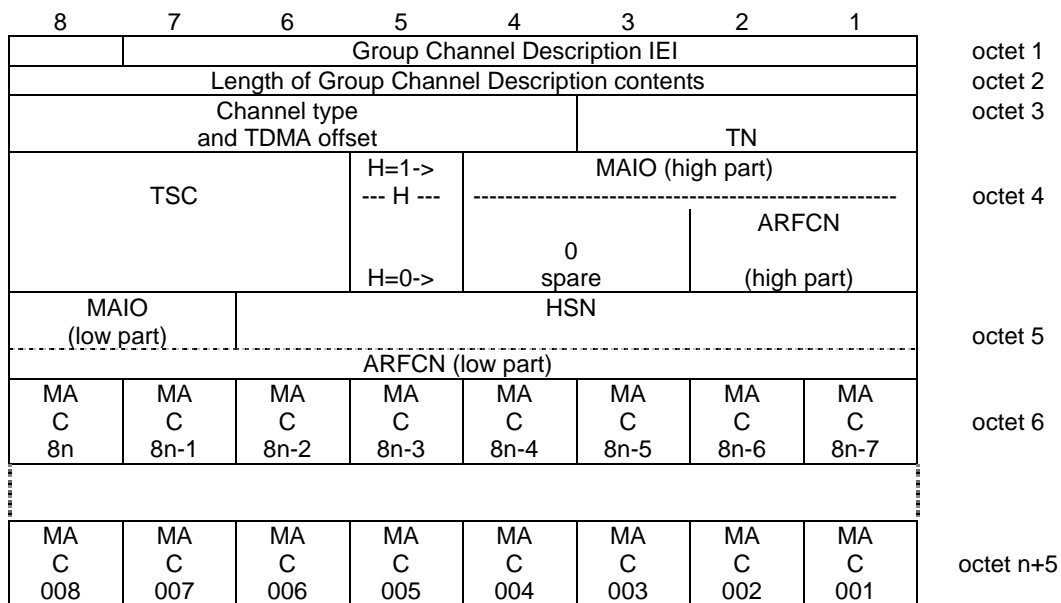 8 7 6 5 4 3 2 1
Group Channel Description IEI octet 1
Length of Group Channel Description contents octet 2
Channel type octet 3
and TDMA offset TN
H=1-> MAIO (high part)
TSC --- H --- ---------------------------------------------------- octet 4
ARFCN
0
H=0-> spare (high part)
MAIO HSN
(low part) octet 5
ARFCN (low part)
MA MA MA MA MA MA MA MA
C C C C C C C C octet 6
8n 8n-1 8n-2 8n-3 8n-4 8n-5 8n-6 8n-7
MA MA MA MA MA MA MA MA
C C C C C C C C octet n+5
008 007 006 005 004 003 002 001